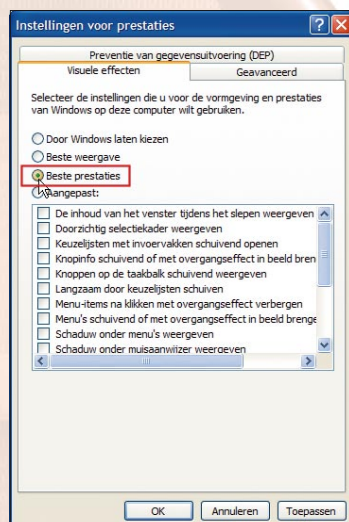 Instellingen voor prestaties
Preventie van gegevensuitvoering (DEP)
Visuele effecten
Geavanceerd
Selecteer de instellingen die u voor de vormgeving en prestaties
van Windows op deze computer wilt gebruiken.
Door Windows laten kiezen
Beste weergave
Beste prestaties
Aangepast:
De inhoud van het venster tijdens het slepen weergeven
Doorzichtig selectiekader weergeven
Keuzelijsten met invoervakken schuivend openen
Knopinfo schuivend of met overgangseffect in beeld bren
Knoppen op de taakbalk schuivend weergeven
Langzaam door keuzelijsten schuiven
Menu-items na klikken met overgangseffect verbergen
Menu's schuivend of met overgangseffect in beeld brenge
Schaduw onder menu's weergeven
Schaduw onder muisaanwijzer weergeven
OK
Annuleren
Toepassen